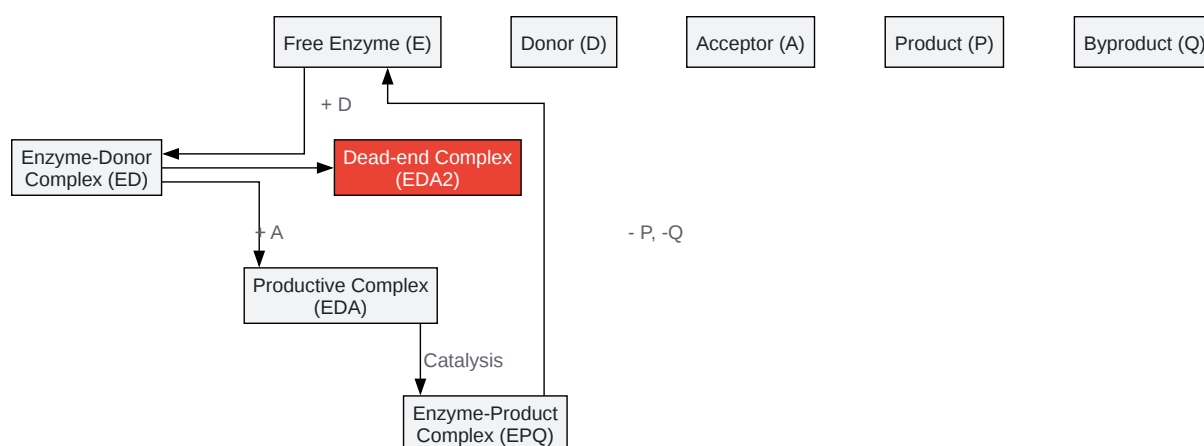 Free Enzyme (E)
Donor (D)
Acceptor (A)
Product (P)
Byproduct (Q)
+ D
Enzyme-Donor
Complex (ED)
Dead-end Complex
(EDA2)
+ A
- P, -Q
Productive Complex
(EDA)
Catalysis
Enzyme-Product
Complex (EPQ)